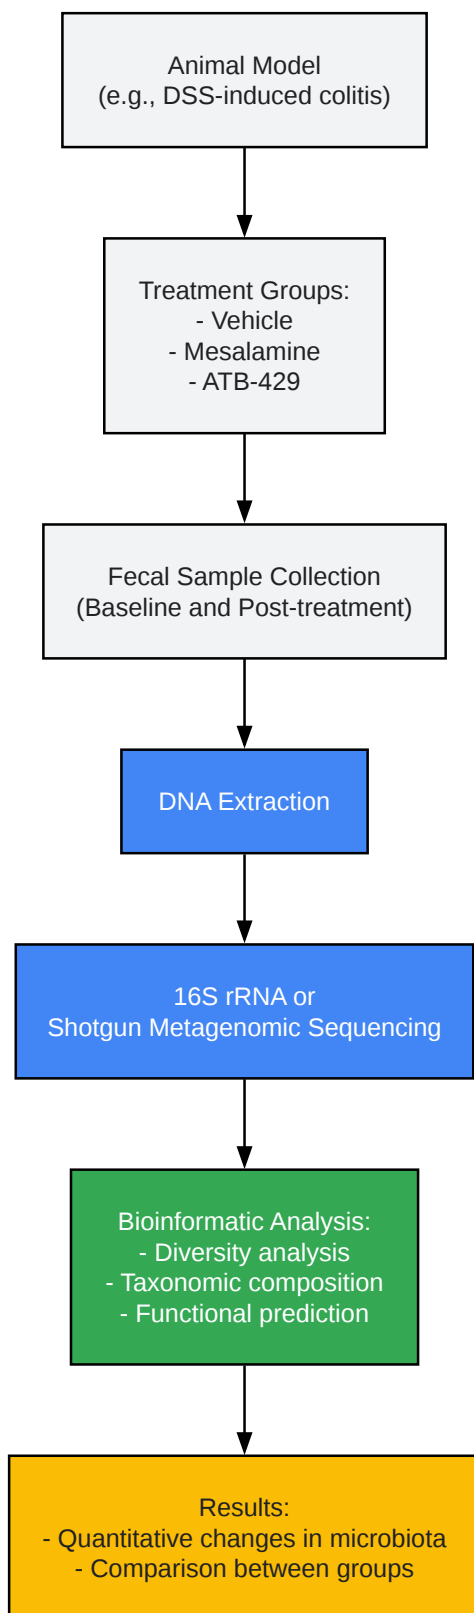 Animal Model
(e.g., DSS-induced colitis)
Treatment Groups:
- Vehicle
- Mesalamine
- ATB-429
Fecal Sample Collection
(Baseline and Post-treatment)
DNA Extraction
16S rRNA or
Shotgun Metagenomic Sequencing
Bioinformatic Analysis:
- Diversity analysis
- Taxonomic composition
- Functional prediction
Results:
- Quantitative changes in microbiota
- Comparison between groups